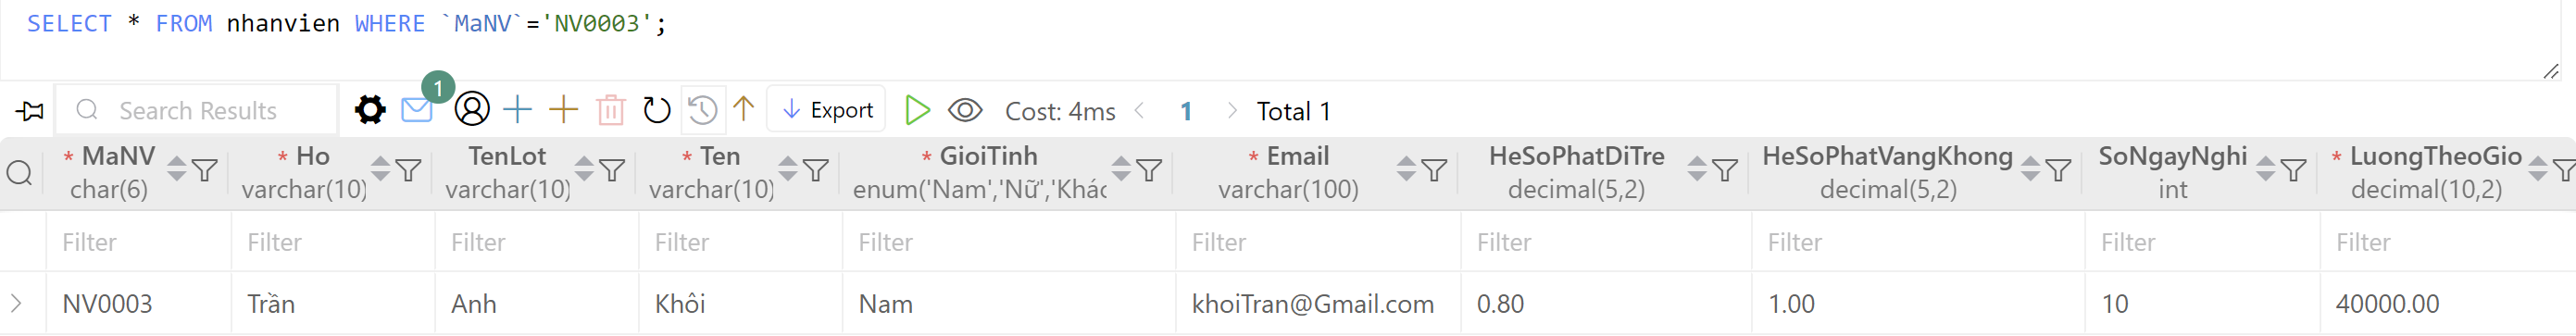 SELECT * FROM nhanvien WHERE `MaNV`='NV0003';
1
Search Results Export Cost: 4ms 1 Total 1
* MaNV * Ho TenLot * Ten * GioiTinh * Email HeSoPhatDiTre HeSoPhatVangKhong SoNgayNghi * LuongTheoGio
char(6) varchar(10) varchar(10) varchar(10) enum('Nam','Nữ','Khác varchar(100) decimal(5,2) decimal(5,2) int decimal(10,2)
Filter Filter Filter Filter Filter Filter Filter Filter Filter Filter
NV0003 Trần Anh Khôi Nam khoiTran@Gmail.com 0.80 1.00 10 40000.00